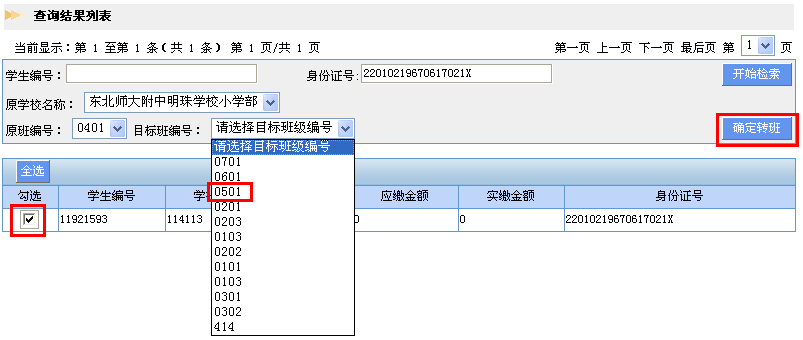 查询结果列表
当前显示：第 1 至第 1 条（共 1 条） 第 1 页/共 1 页 第一页 上一页 下一页 最后页 第 1 页
学生编号： 身份证号：22010219670617021X 开始检索
原学校名称： 东北师大附中明珠学校小学部
原班编号： 0401 目标班编号： 请选择目标班级编号 确定转班
请选择目标班级编号
0701
0601
0501
0201
0203
0103
0202
0101
0103
0301
0302
414
全选
勾选 学生编号 应缴金额 实缴金额 身份证号
11921593 114113 0 0 22010219670617021X